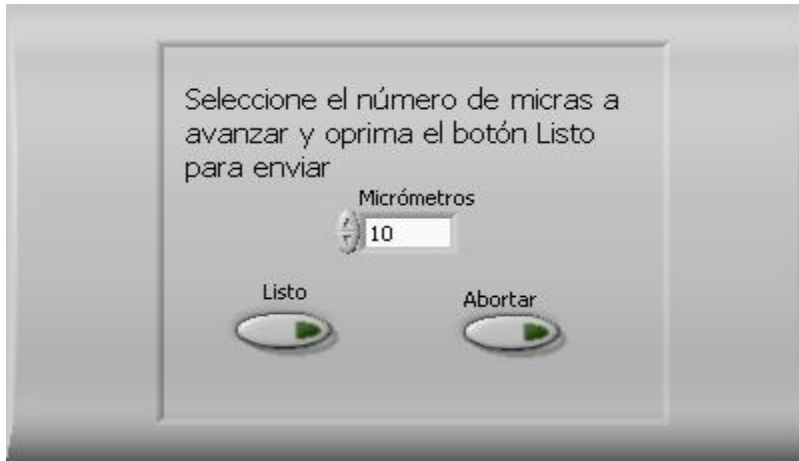 Seleccione el número de micras a
avanzar y oprima el botón Listo
para enviar
Micrómetros
10
Listo
Abortar